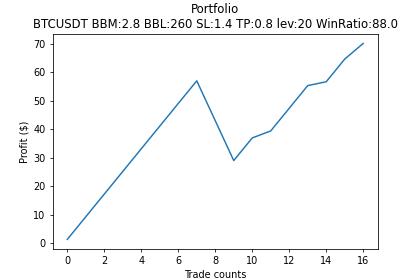 Portfolio
BTCUSDT BBM:2.8 BBL:260 SL:1.4 TP:0.8 lev:20 WinRatio:88.0
Profit ($)
70
60
50
40
30
20
10
0
0 2 4 6 8 10 12 14 16
Trade counts